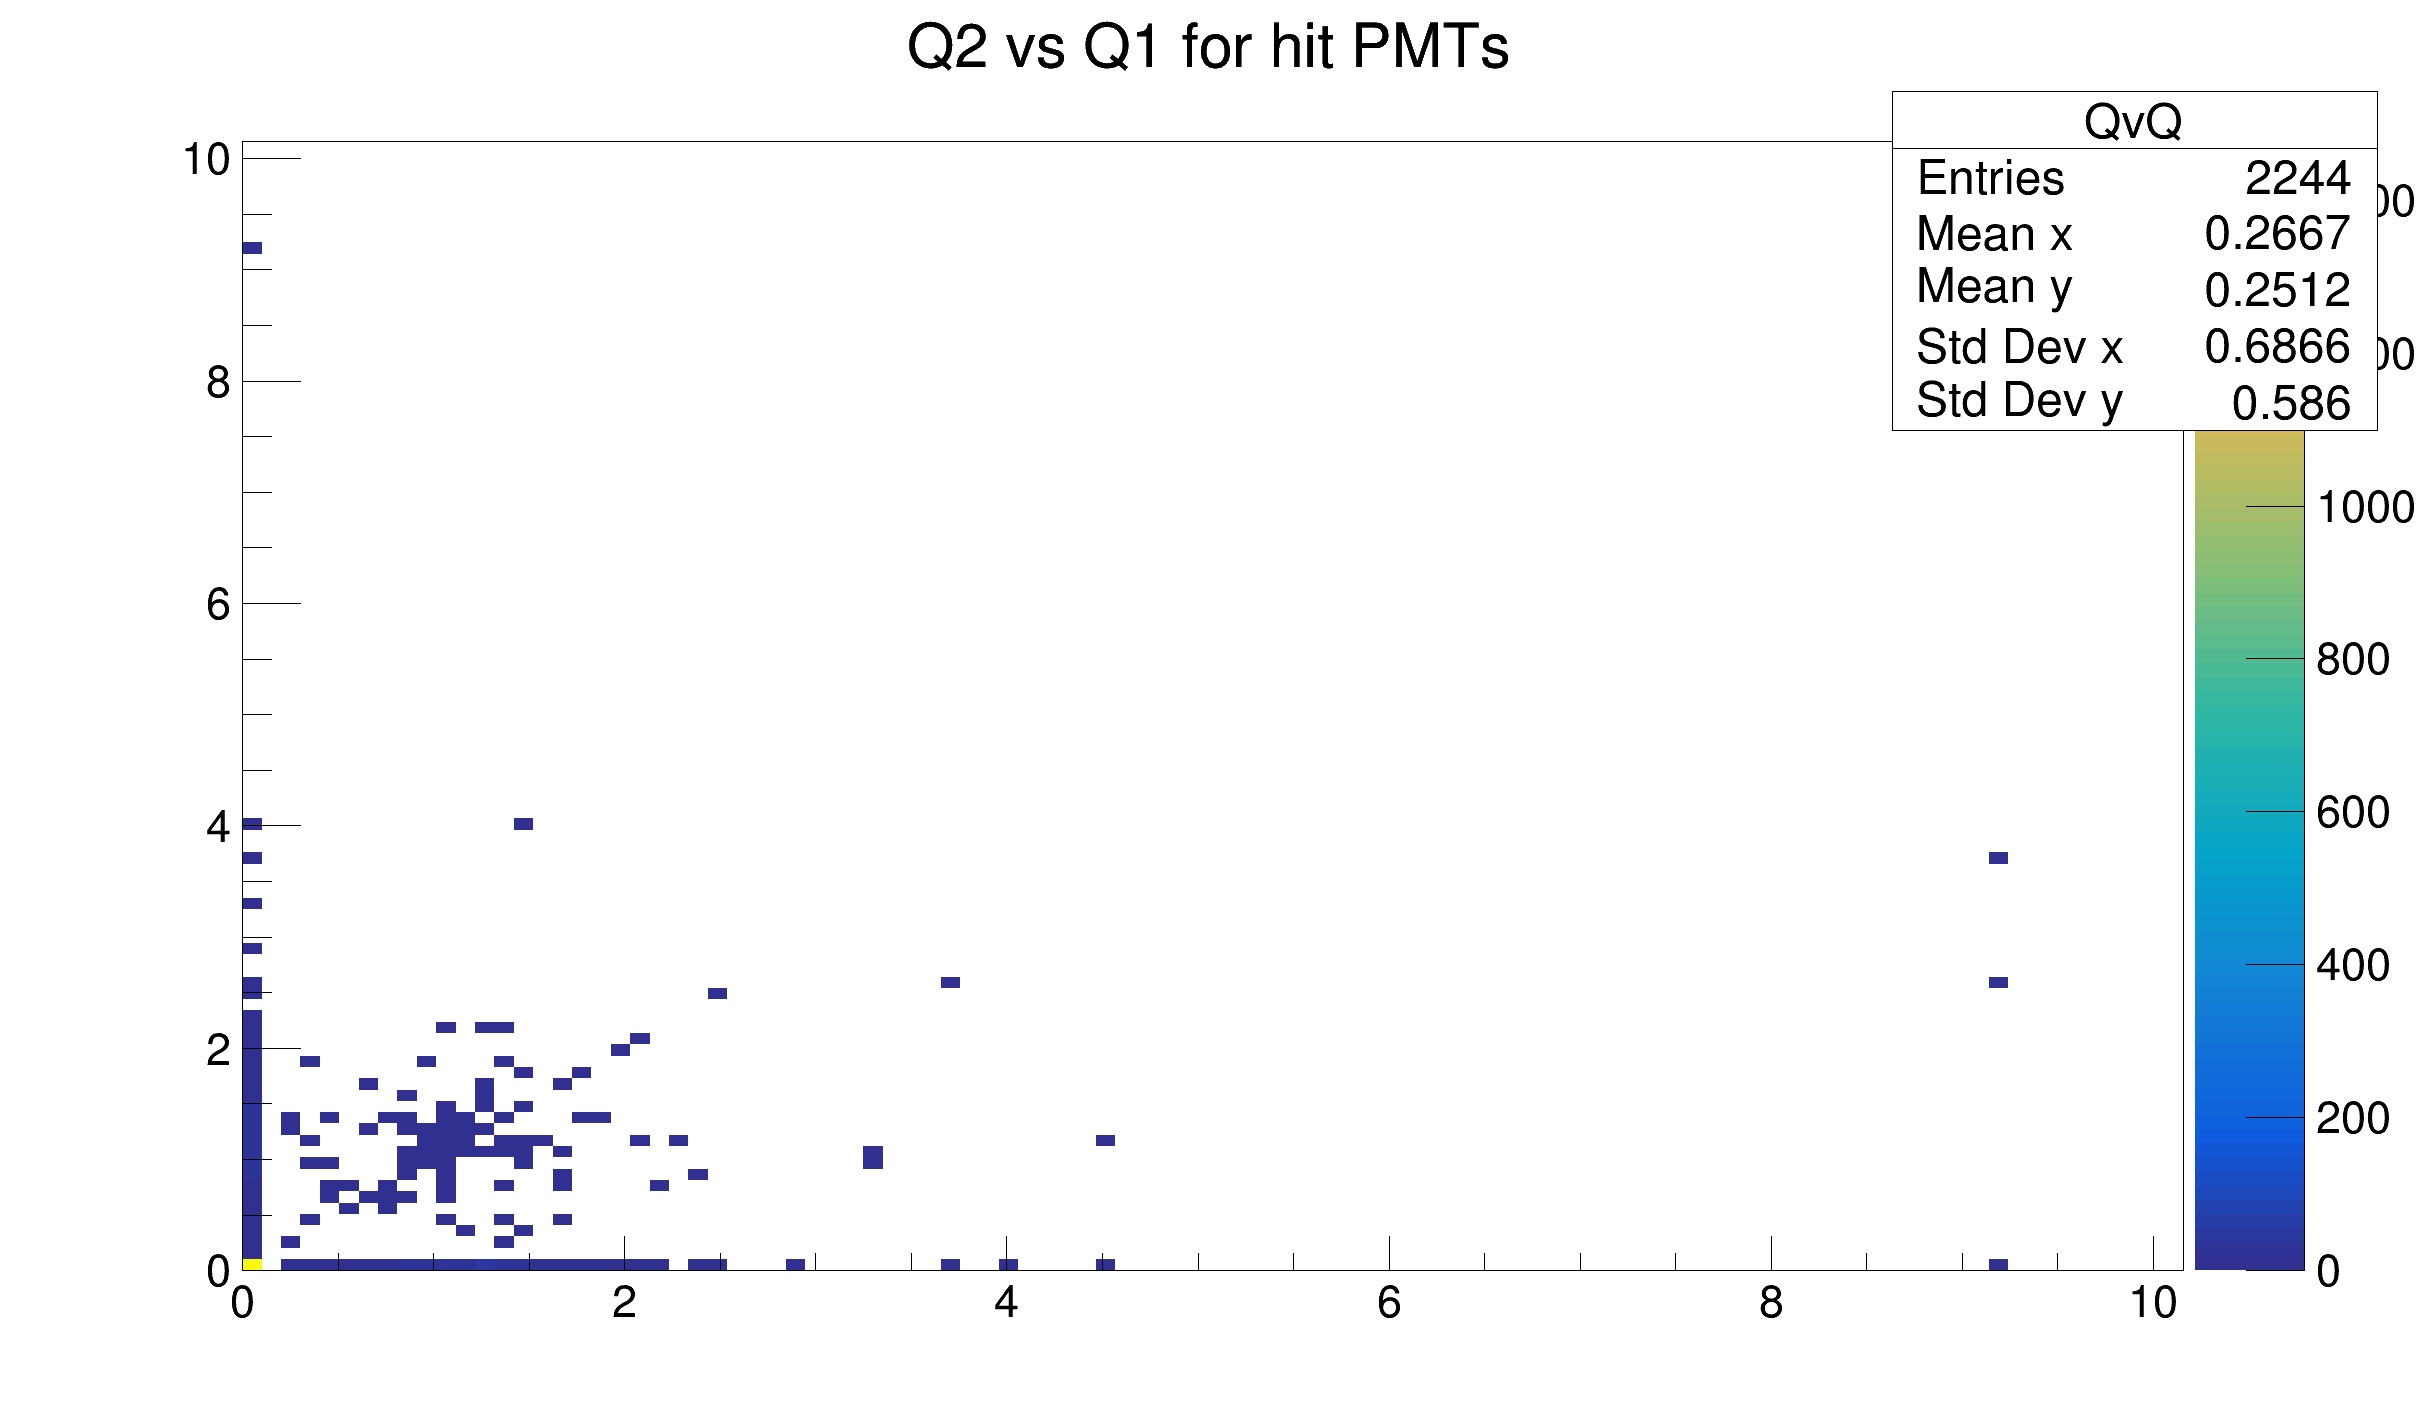 Q2 vs Q1 for hit PMTs
QvQ
Entries 2244
Mean x 0.2667
Mean y 0.2512
Std Dev x 0.6866
Std Dev y 0.586
10
8
6
4
2
0
0 2 4 6 8 10
1000
800
600
400
200
0